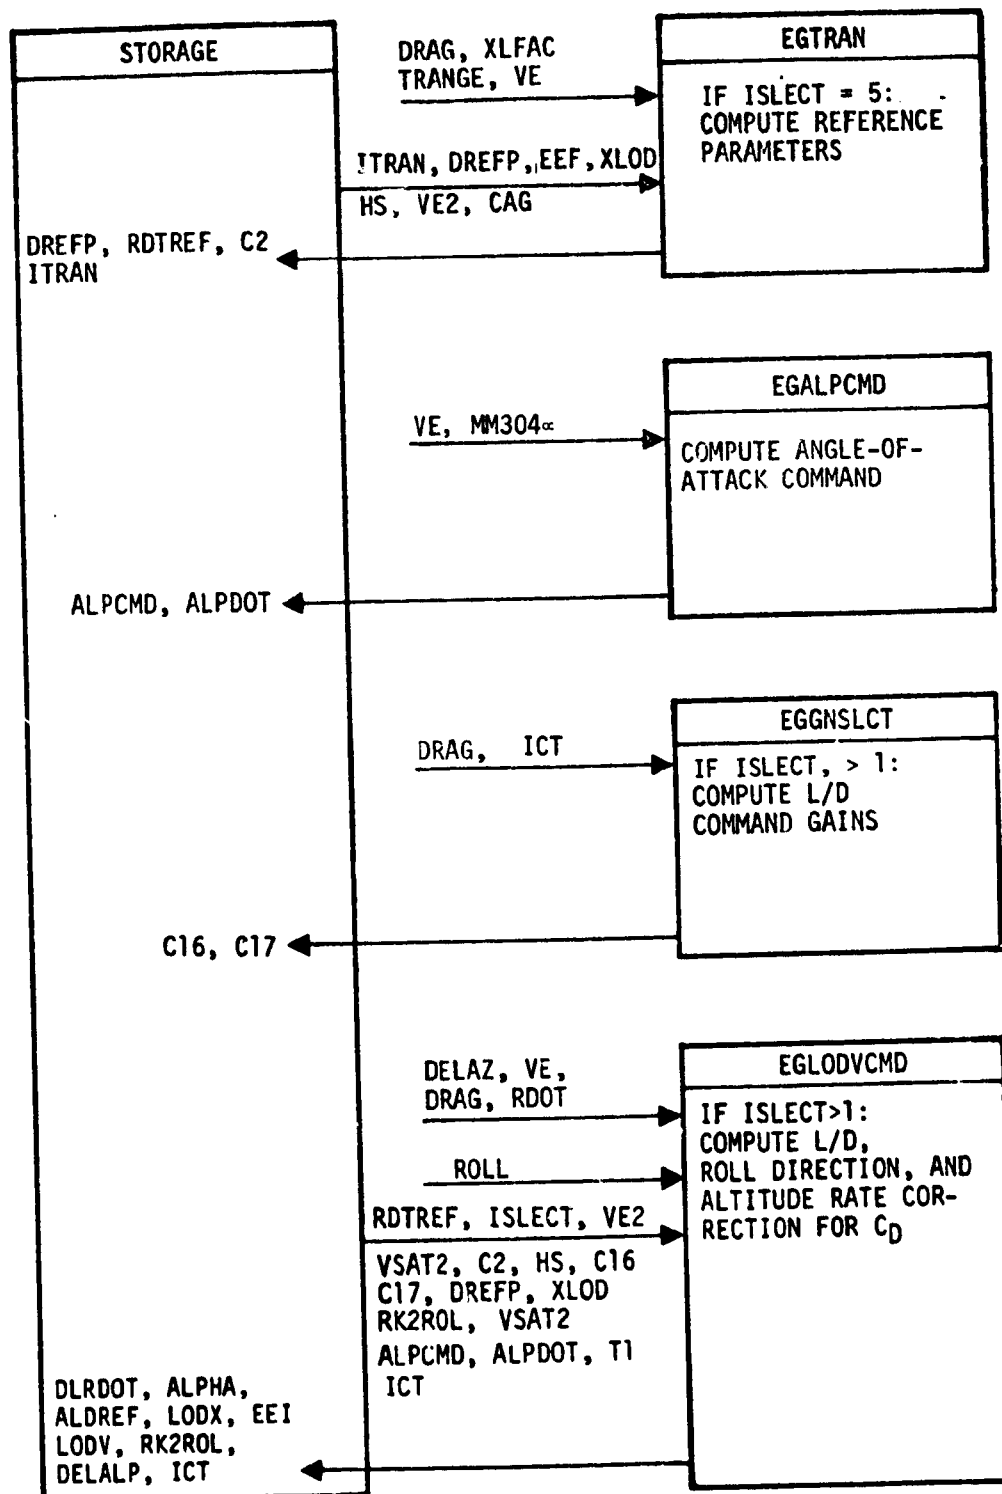 STORAGE
DRAG, XLFAC
TRANGE, VE
EGTRAN
IF ISLECT = 5:
COMPUTE REFERENCE
PARAMETERS
ITRAN, DREFP, EEF, XLOD
HS, VE2, CAG
DREFP, RDTREF, C2
ITRAN
EGALPCMD
VE, MM304∝
COMPUTE ANGLE-OF-
ATTACK COMMAND
ALPCMD, ALPDOT
EGGNSLCT
DRAG, ICT
IF ISLECT, > 1:
COMPUTE L/D
COMMAND GAINS
C16, C17
EGLODVCMD
DELAZ, VE,
DRAG, RDOT
IF ISLECT>1:
COMPUTE L/D,
ROLL DIRECTION, AND
ALTITUDE RATE COR-
RECTION FOR CD
ROLL
RDTREF, ISLECT, VE2
VSAT2, C2, HS, C16
C17, DREFP, XLOD
RK2ROL, VSAT2
ALPCMD, ALPDOT, T1
ICT
DLRDOT, ALPHA,
ALDREF, LODX, EEI
LODV, RK2ROL,
DELALP, ICT